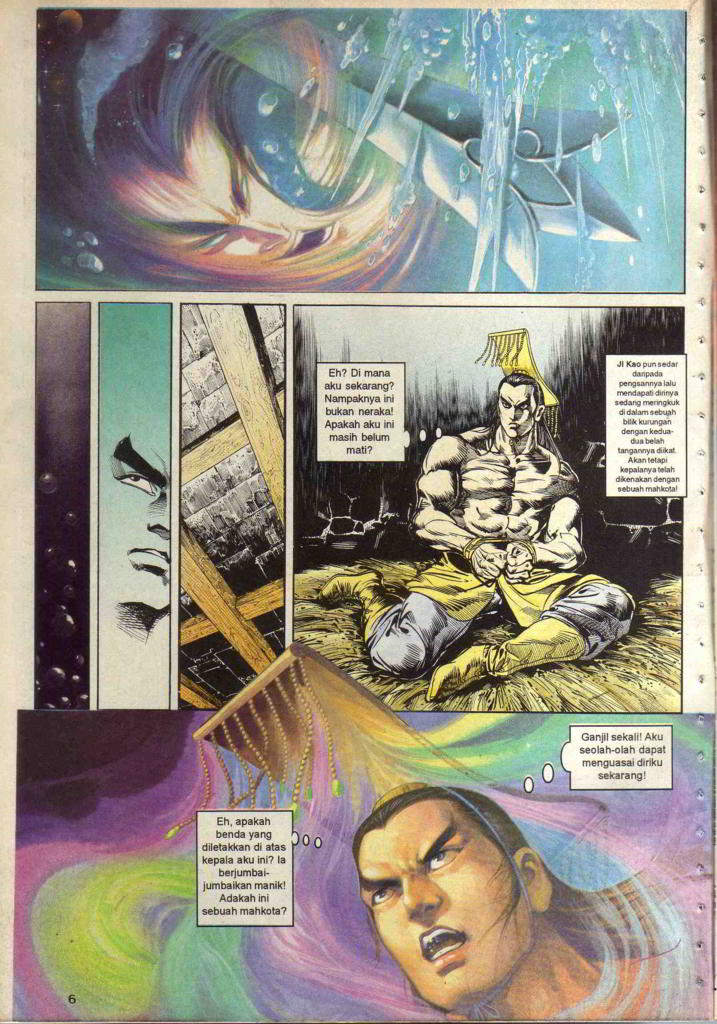 Eh? Di mana
aku sekarang?
Nampaknya ini
bukan neraka!
Apakah aku ini
masih belum
mati?
JI Kao pun sedar
daripada
pengsannya lalu
mendapati dirinya
sedang meringkuk
di dalam sebuah
bilik kurungan
dengan kedua-
dua belah
tangannya diikat.
Akan tetapi
kepalanya telah
dikenakan dengan
sebuah mahkota!
Ganjil sekali! Aku
seolah-olah dapat
menguasai diriku
sekarang!
Eh, apakah
benda yang
diletakkan di atas
kepala aku ini? Ia
berjumbai-
jumbaikan manik!
Adakah ini
sebuah mahkota?
6